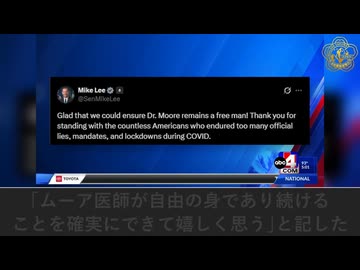 Mike Lee
@SenMikeLee
Glad that we could ensure Dr. Moore remains a free man! Thank you for
standing with the countless Americans who endured too many official
lies, mandates, and lockdowns during COVID.
abc 4
.COM
TOYOTA
NATIONAL
「ムーア医師が自由の身であり続ける
ことを確実にできて嬉しく思う」と記した